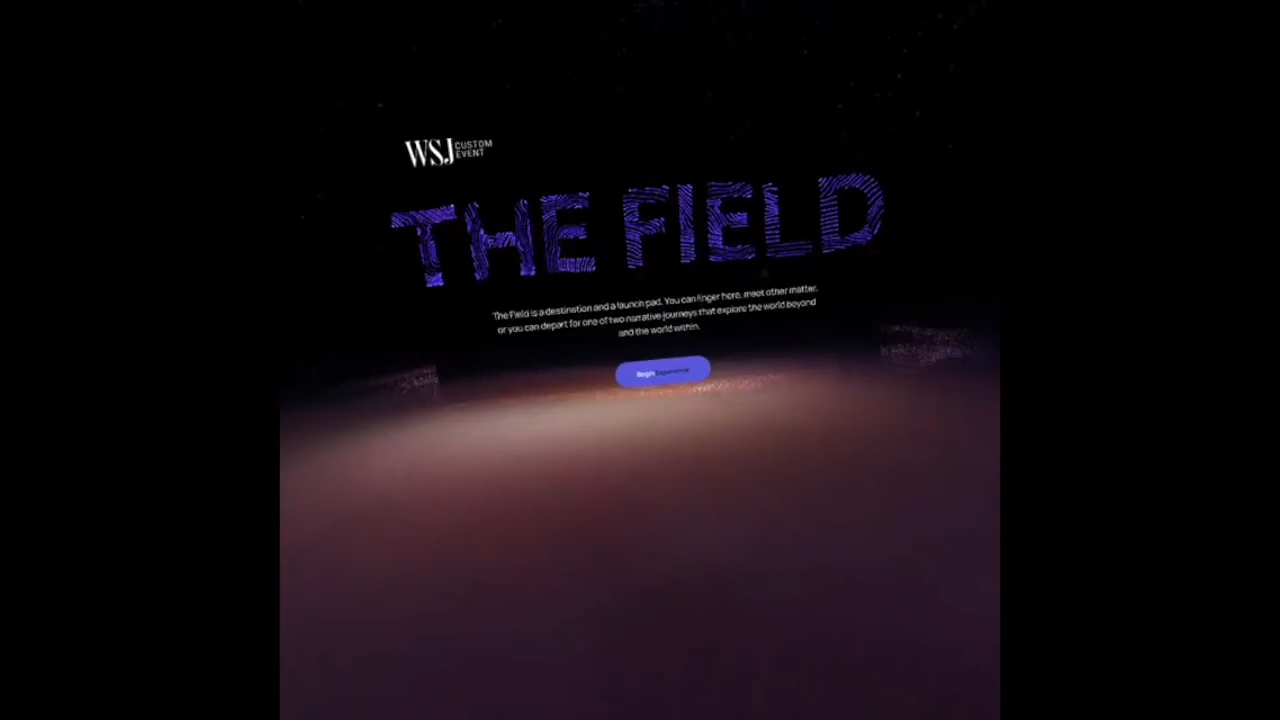 WSJ CUSTOM
EVENT
THE FIELD
The Field is a destination and a launch pad. You can linger here, meet other matter,
or you can depart for one of two narrative journeys that explore the world beyond
and the world within.
Begin Experience